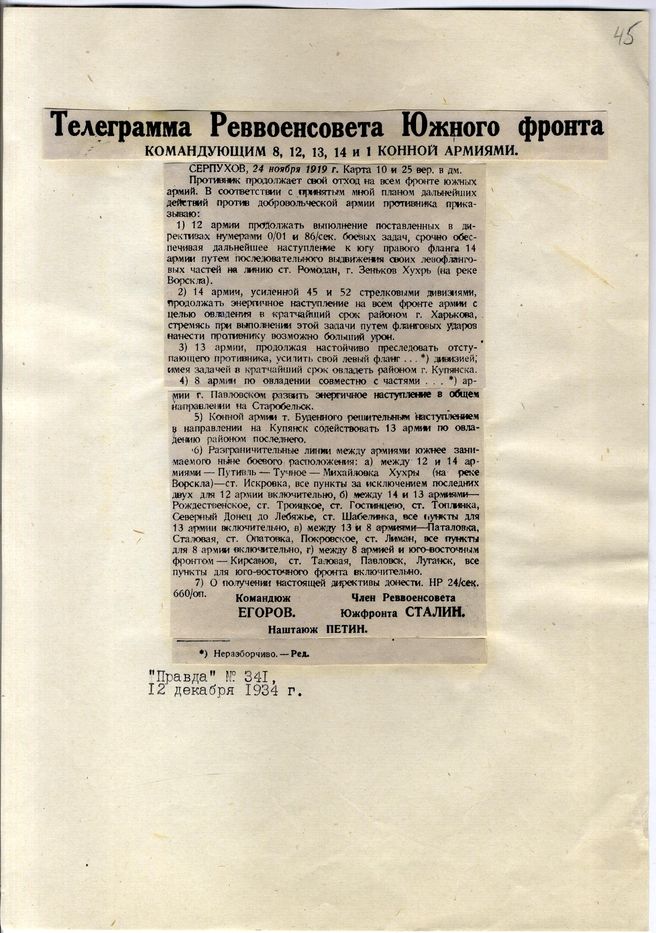 45
Телеграмма Реввоенсовета Южного фронта
КОМАНДУЮЩИМ 8, 12, 13, 14 и 1 КОННОЙ АРМИЯМИ.
СЕРПУХОВ, 24 ноября 1919 г. Карта 10 и 25 вер. в дм.
Противник продолжает свой отход на всем фронте южных
армий. В соответствии с принятым мной планом дальнейших
действий против добровольческой армии противника прика-
зываю:
1) 12 армии продолжать выполнение поставленных в ди-
рективах нумерами 0/01 и 86/сек. боевых задач, срочно обес-
печивая дальнейшее наступление к югу правого фланга 14
армии путем последовательного выдвижения своих левофланго-
вых частей на линию ст. Ромодан, г. Зеньков Хухрь (на реке
Ворскла).
2) 14 армии, усиленной 45 и 52 стрелковыми дивизиями,
продолжать энергичное наступление на всем фронте армии с
целью овладения в кратчайший срок районом г. Харькова,
стремясь при выполнении этой задачи путем фланговых ударов
нанести противнику возможно больший урон.
3) 13 армии, продолжая настойчиво преследовать отсту-
пающего противника, усилить свой левый фланг . . . *) дивизией,
имея задачей в кратчайший срок овладеть районом г. Купянска.
4) 8 армии по овладении совместно с частями . . . *) ар-
мии г. Павловском развить энергичное наступление в общем
направлении на Старобельск.
5) Конной армии т. Буденного решительным наступлением
в направлении на Купянск содействовать 13 армии по овла-
дению районом последнего.
6) Разграничительные линии между армиями южнее зани-
маемого ныне боевого расположения: а) между 12 и 14 ар-
миями — Путивль — Тучное — Михайловка Хухры (на реке
Ворскла)—ст. Искровка, все пункты за исключением последних
двух для 12 армии включительно, б) между 14 и 13 армиями—
Рождественское, ст. Троицкое, ст. Гостинцево, ст. Топлинка,
Северный Донец до Лебяжье, ст. Шабелинка, все пункты для
13 армии включительно, в) между 13 и 8 армиями—Паталовка,
Сталовая, ст. Опатовка, Покровское, ст. Лиман, все пункты
для 8 армии включительно, г) между 8 армией и юго-восточным
фронтом — Кирсанов, ст. Таловая, Павловск, Луганск, все
пункты для юго-восточного фронта включительно.
7) О получении настоящей директивы донести. НР 24/сек.
660/оп.
Командюж Член Реввоенсовета
ЕГОРОВ. Южфронта СТАЛИН.
Наштаюж ПЕТИН.
*) Неразборчиво. — Ред.
"Правда" № 341,
12 декабря 1934 г.